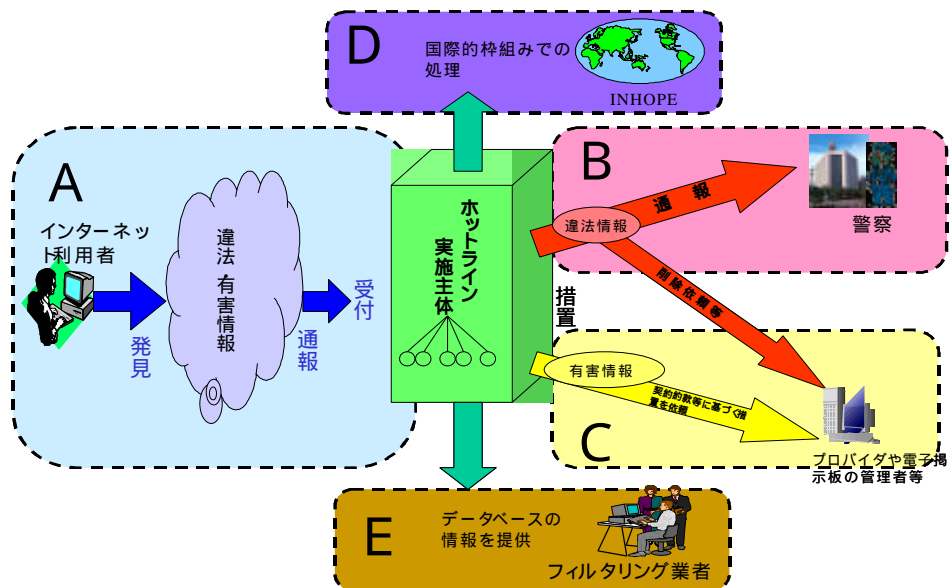 D
国際的枠組みでの
処理
INHOPE
A
インターネッ
ト利用者
発見
違法・有害情報
通報
受付
ホットライン
実施主体
措置
B
違法情報
通報
警察
削除依頼等
有害情報
契約約款等に基づく措
置を依頼
C
プロバイダや電子掲
示板の管理者等
E
データベースの
情報を提供
フィルタリング業者